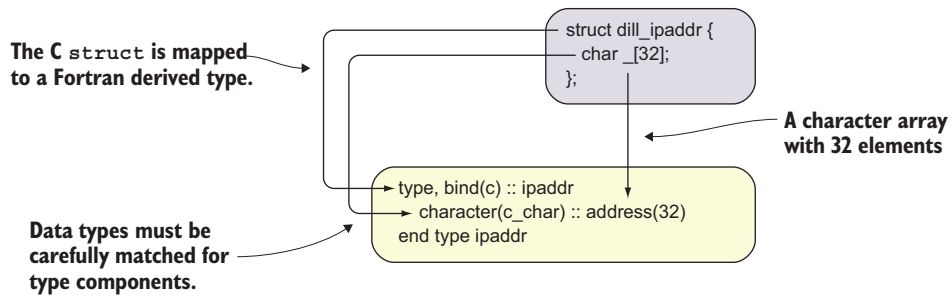 The C struct is mapped
to a Fortran derived type.
struct dill_ipaddr {
char _[32];
};
A character array
with 32 elements
type, bind(c) :: ipaddr
character(c_char) :: address(32)
end type ipaddr
Data types must be
carefully matched for
type components.